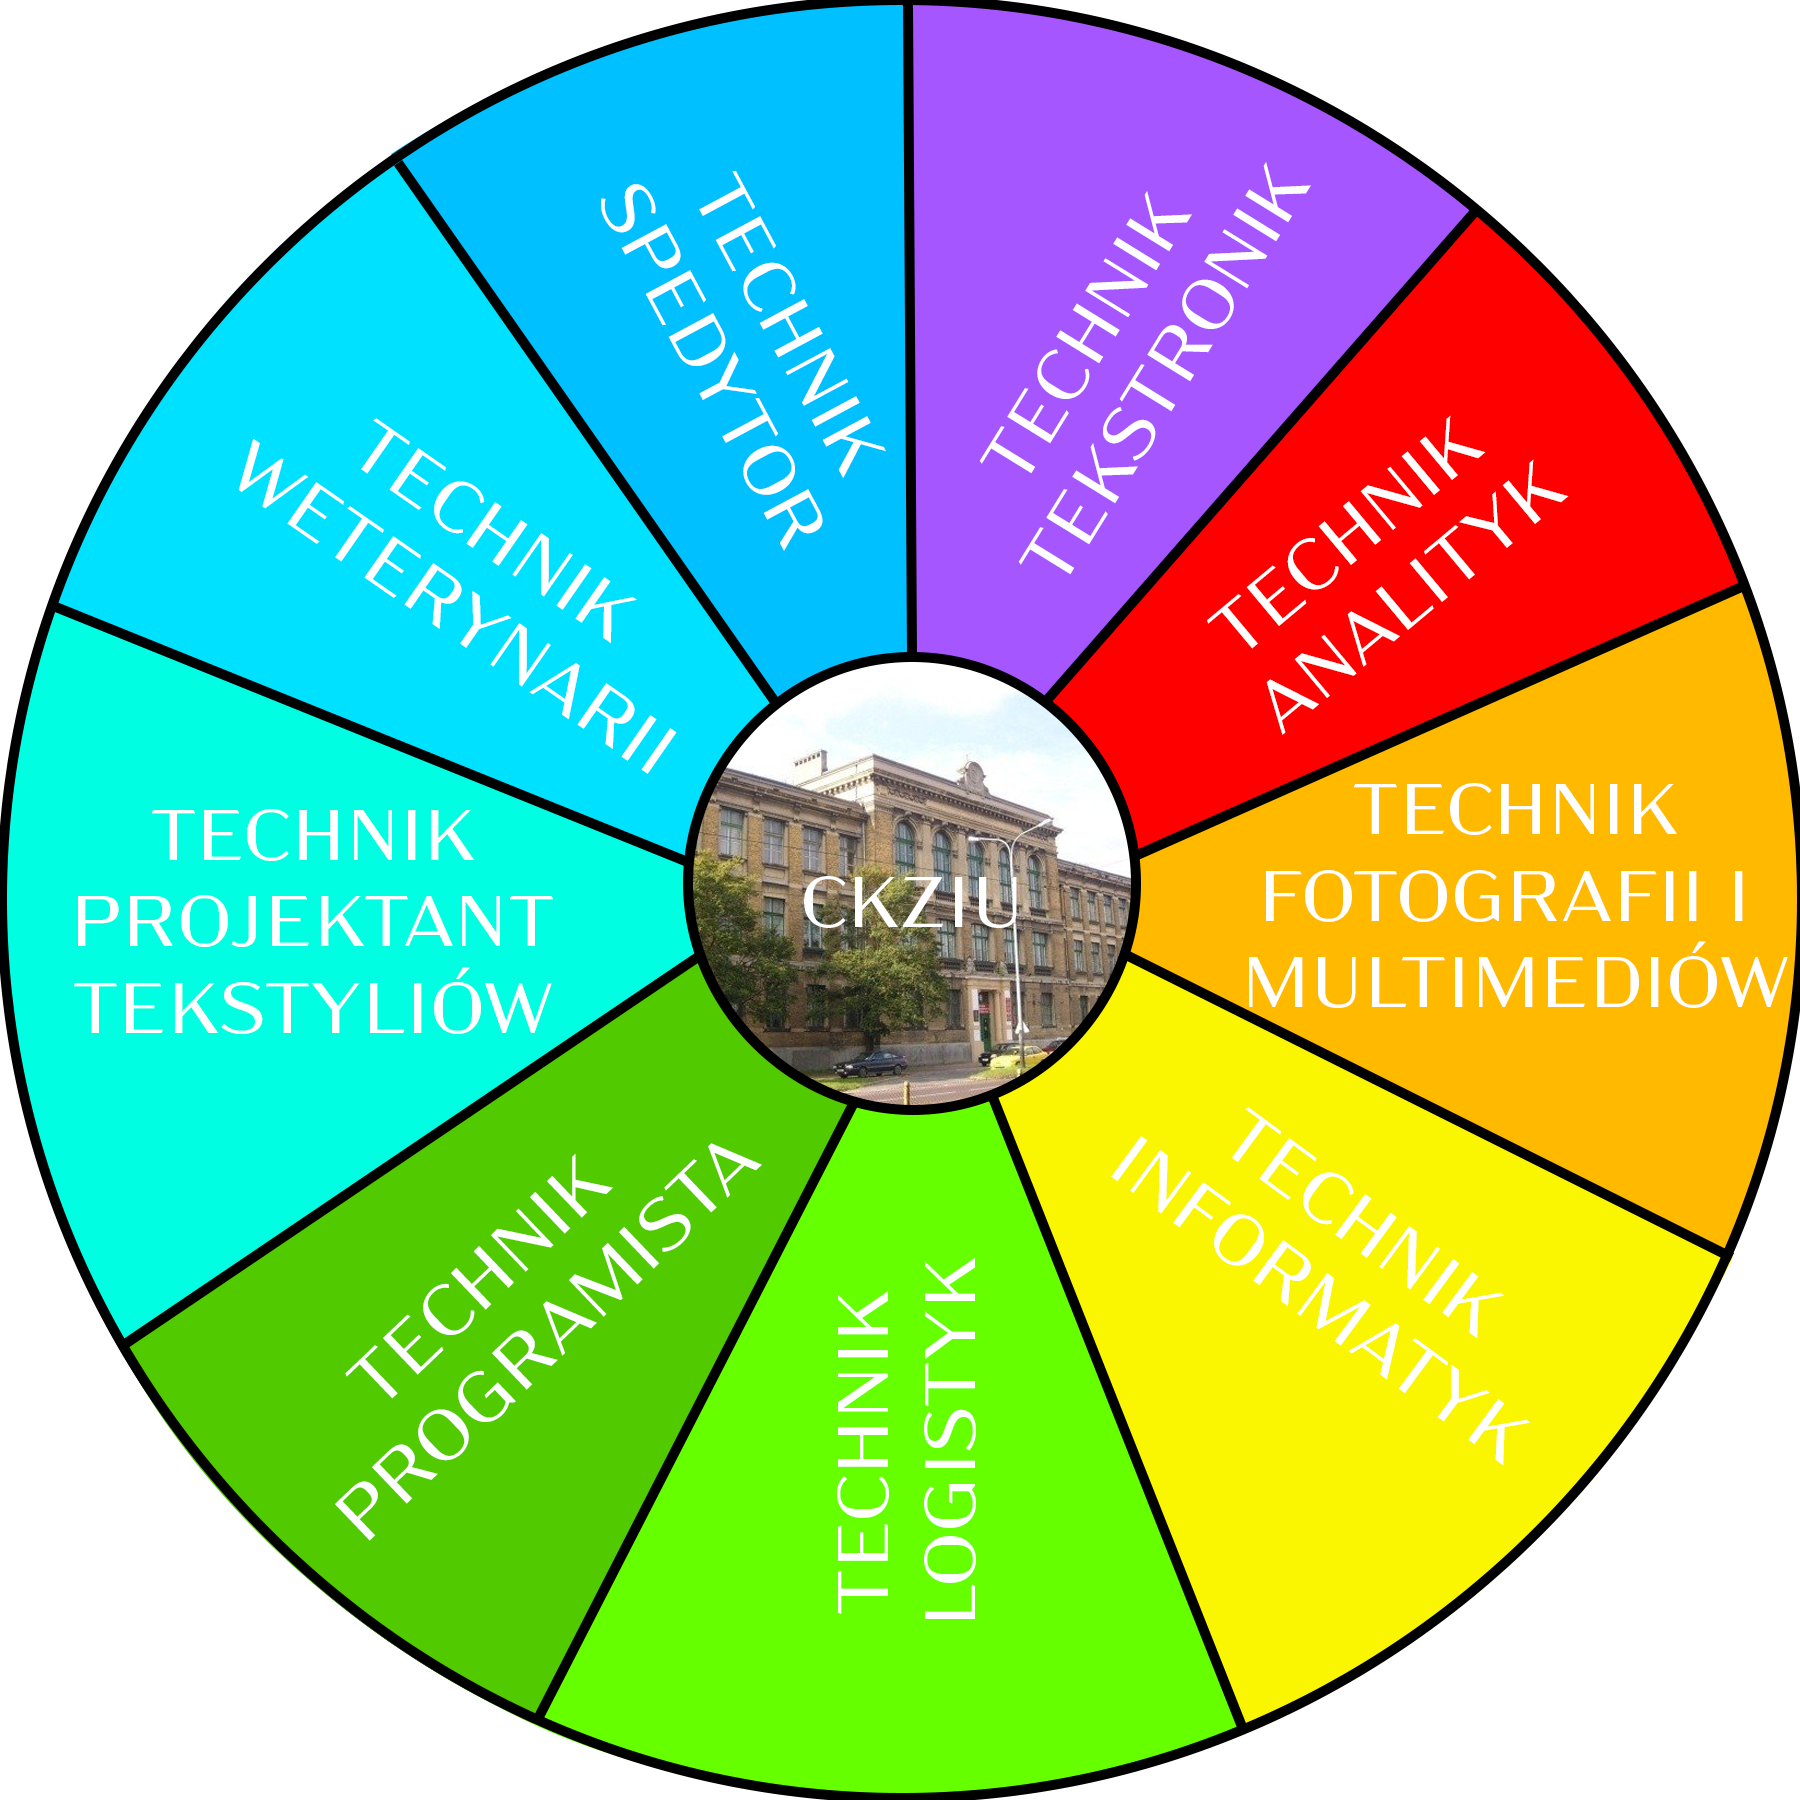 TECHNIK
TEKSTRONIK
TECHNIK
ANALITYK
TECHNIK
FOTOGRAFII I
MULTIMEDIÓW
TECHNIK
INFORMATYK
TECHNIK
LOGISTYK
TECHNIK
PROGRAMISTA
TECHNIK
PROJEKTANT
TEKSTYLIÓW
TECHNIK
WETERYNARII
TECHNIK
SPEDYTOR
CKZIU